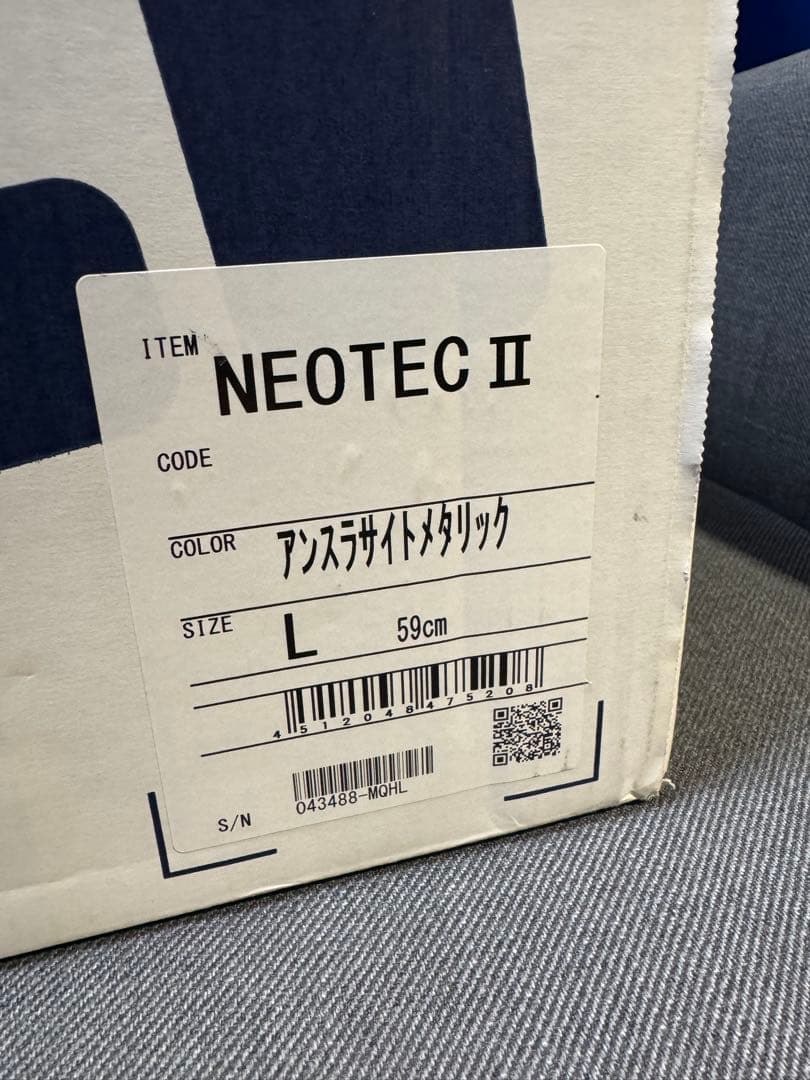 ITEM NEOTEC II
CODE
COLOR アンスラサイトメタリック
SIZE L 59cm
4512048475208
043488-MQHL
S/N